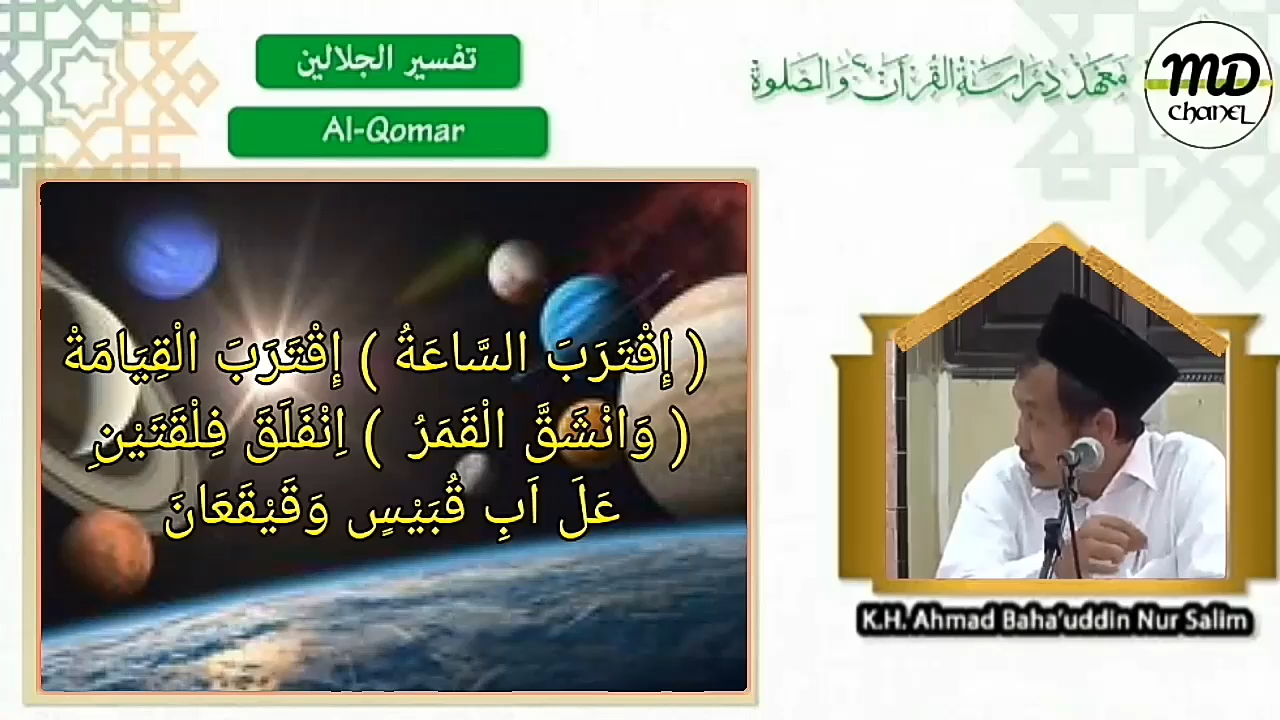 تفسير الجلالين
Al-Qomar
معهد دراسة القرآن والصلوة
MD
Chanel
( إِقْتَرَبَ السَّاعَةُ ) إِقْتَرَبَ الْقِيَامَةْ
( وَانْشَقَّ الْقَمَرُ ) اِنْفَلَقَ فِلْقَتَيْنِ
عَلَ اَبِ قُبَيْسٍ وَقَيْقَعَانَ
K.H. Ahmad Baha'uddin Nur Salim